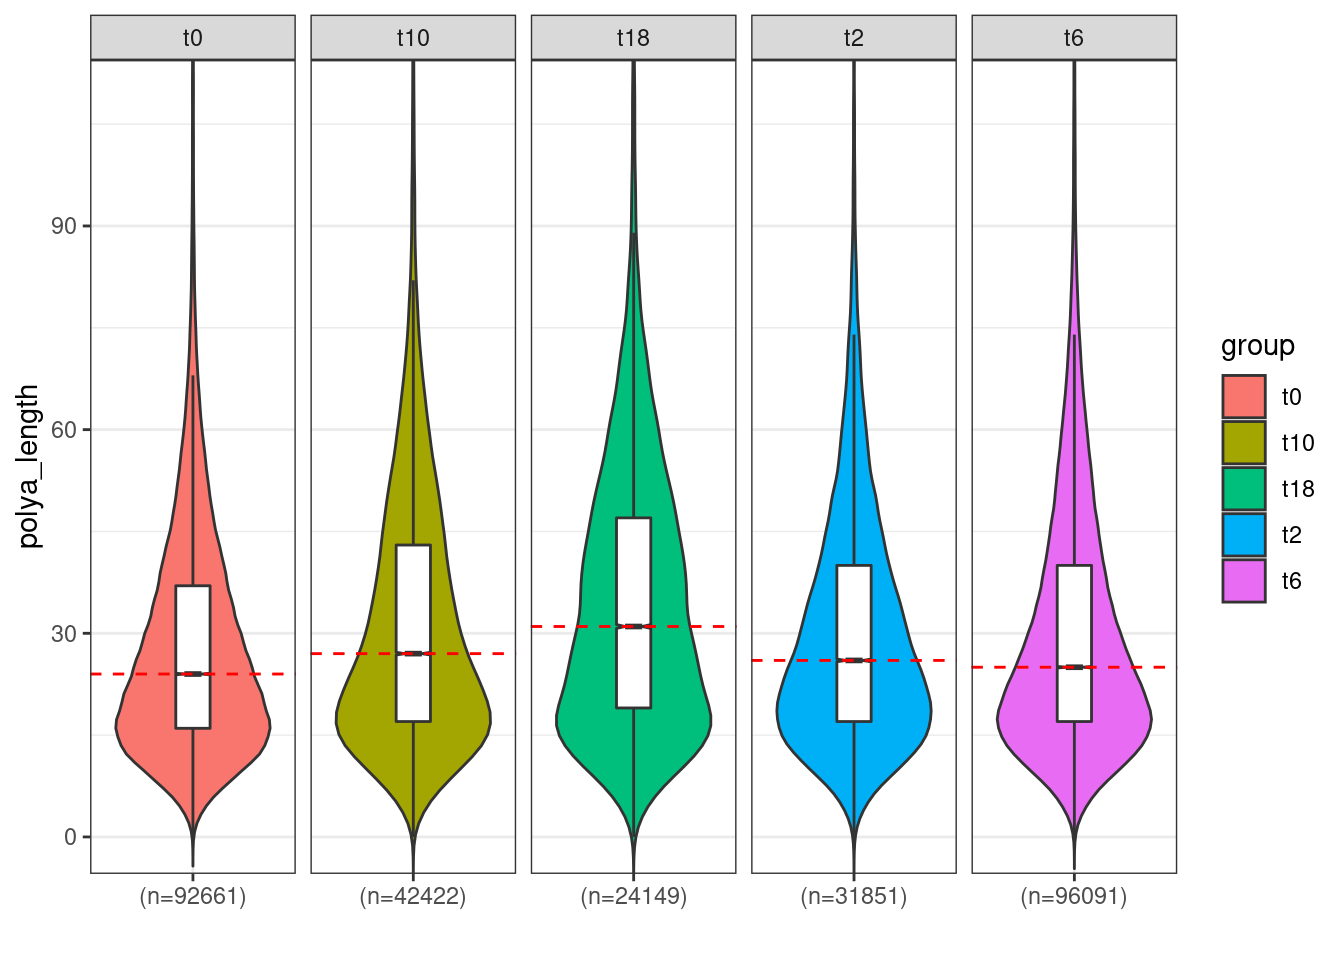 t0
t10
t18
t2
t6
90
60
30
0
polya_length
(n=92661)
(n=42422)
(n=24149)
(n=31851)
(n=96091)
group
t0
t10
t18
t2
t6